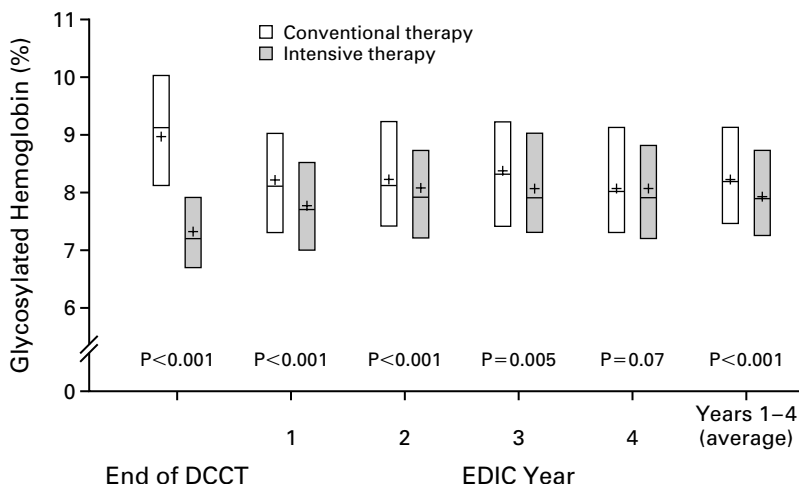 Glycosylated Hemoglobin (%)
11
10
9
8
7
6
0
Conventional therapy
Intensive therapy
P<0.001 P<0.001 P<0.001 P=0.005 P=0.07 P<0.001
1 2 3 4 Years 1–4
(average)
End of DCCT EDIC Year